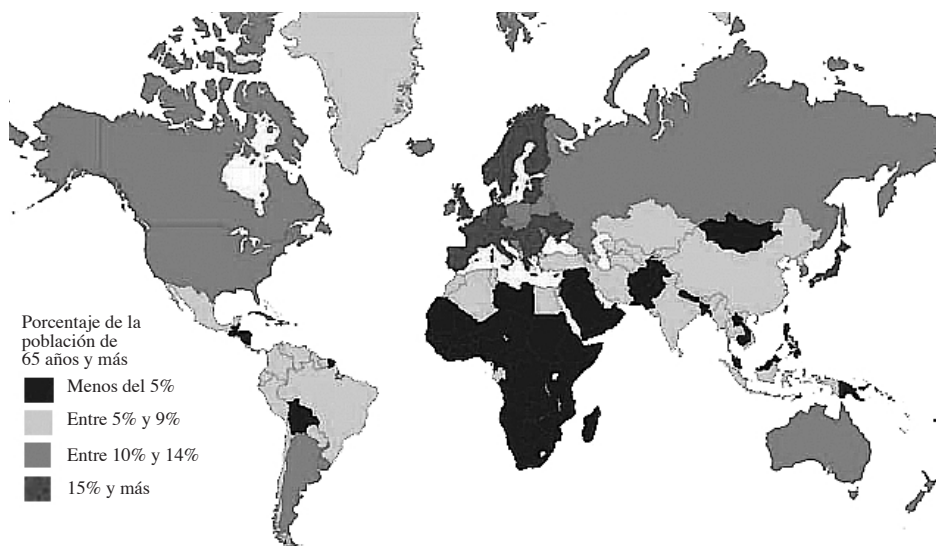 Porcentaje de la
población de
65 años y más
Menos del 5%
Entre 5% y 9%
Entre 10% y 14%
15% y más